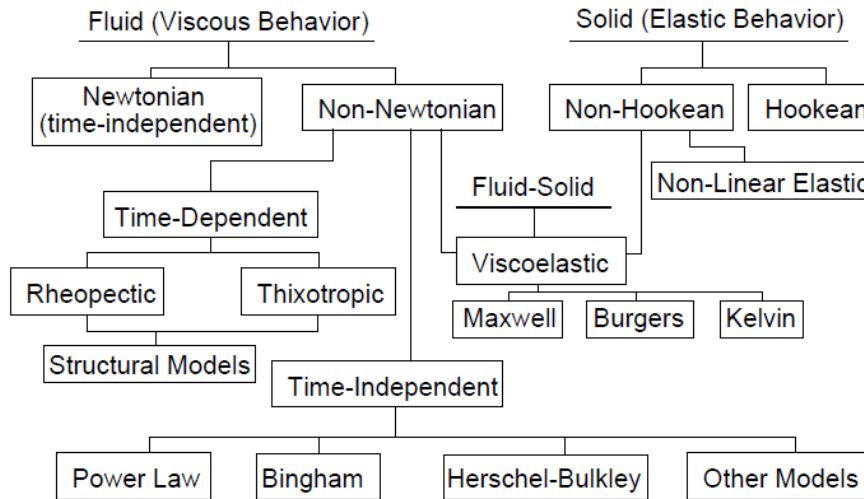 Fluid (Viscous Behavior)
Solid (Elastic Behavior)
Newtonian
(time-independent)
Non-Newtonian
Non-Hookean
Hookean
Non-Linear Elastic
Fluid-Solid
Time-Dependent
Viscoelastic
Rheopectic
Thixotropic
Maxwell
Burgers
Kelvin
Structural Models
Time-Independent
Power Law
Bingham
Herschel-Bulkley
Other Models